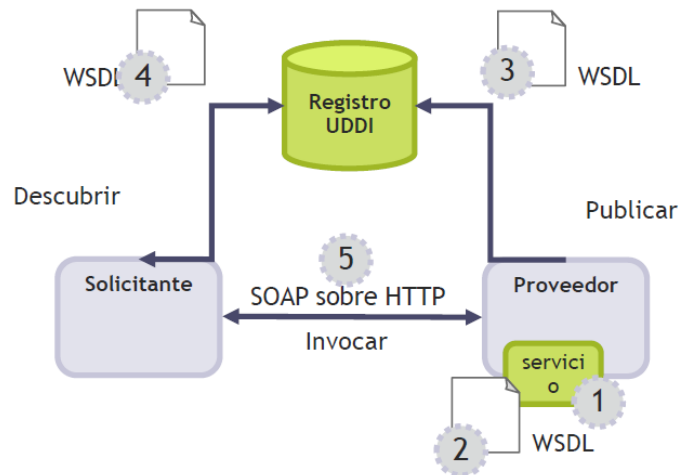 4
WSDL
3
WSDL
Registro
UDDI
Descubrir
Publicar
5
Solicitante
SOAP sobre HTTP
Proveedor
Invocar
servici
o
1
2
WSDL